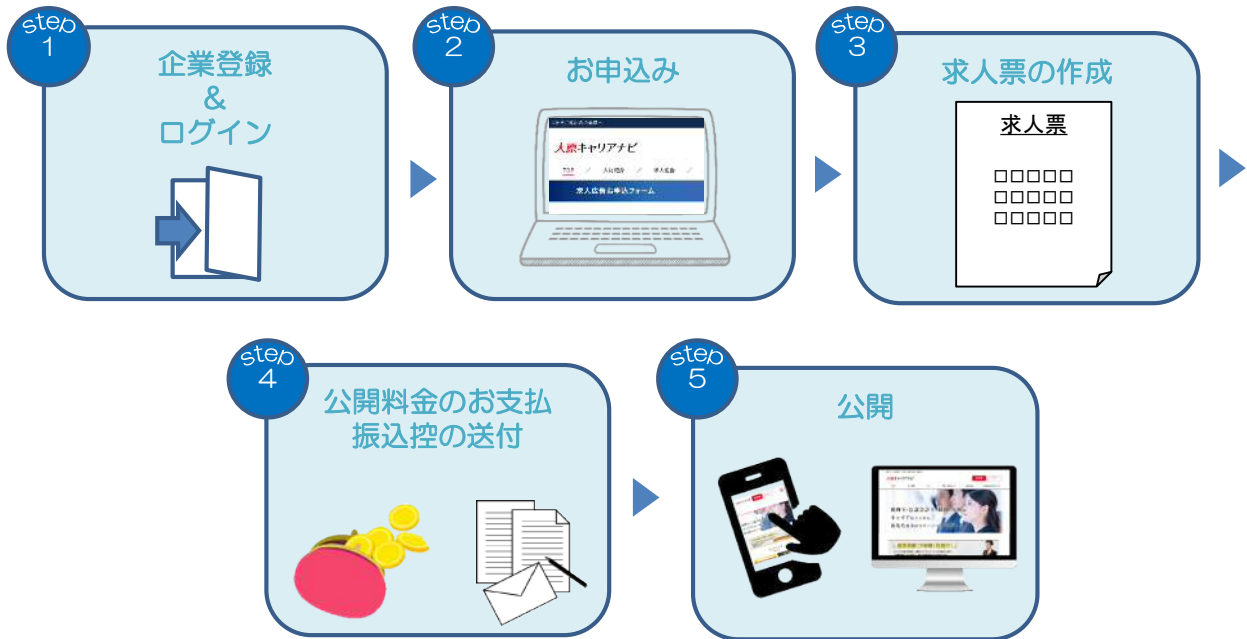 step
1
企業登録
&
ログイン
step
2
お申込み
大原キャリアナビ
求人広告お申込フォーム
step
3
求人票の作成
求人票
□□□□□
□□□□□
□□□□□
step
4
公開料金のお支払
振込控の送付
step
5
公開